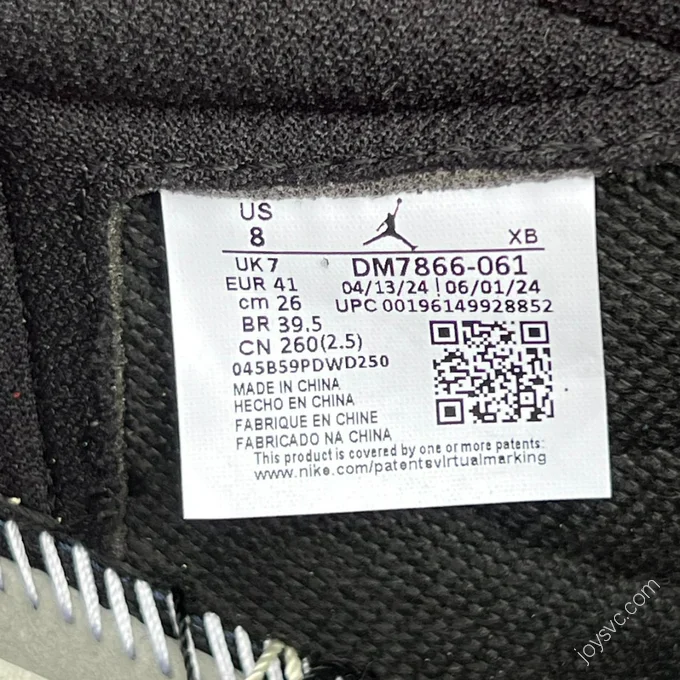 US
8
XB
UK 7
DM7866-061
EUR 41
04/13/24 | 06/01/24
cm 26
UPC 00196149928852
BR 39.5
CN 260(2.5)
045B59PDWD250
MADE IN CHINA
HECHO EN CHINA
FABRIQUE EN CHINE
FABRICADO NA CHINA
This product is covered by one or more patents:
www.nike.com/patentsvirtualmarking
joysvc.com